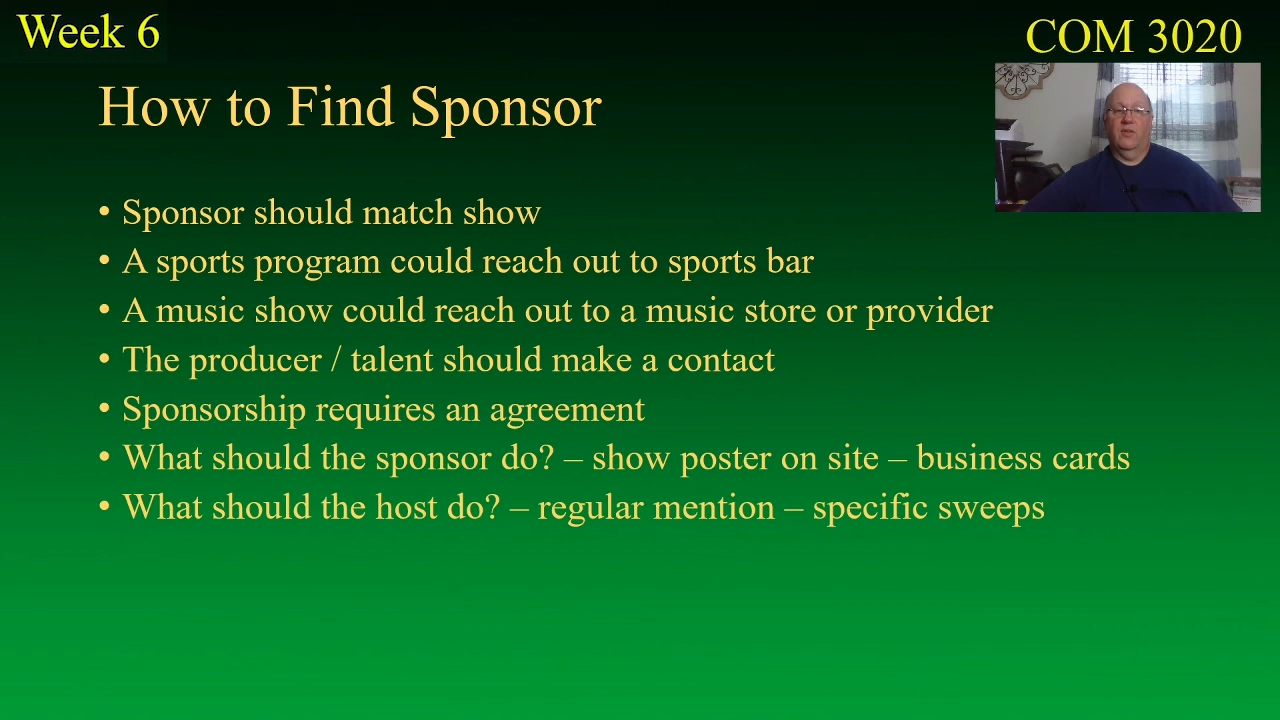 Week 6
COM 3020
How to Find Sponsor
• Sponsor should match show
• A sports program could reach out to sports bar
• A music show could reach out to a music store or provider
• The producer / talent should make a contact
• Sponsorship requires an agreement
• What should the sponsor do? – show poster on site – business cards
• What should the host do? – regular mention – specific sweeps